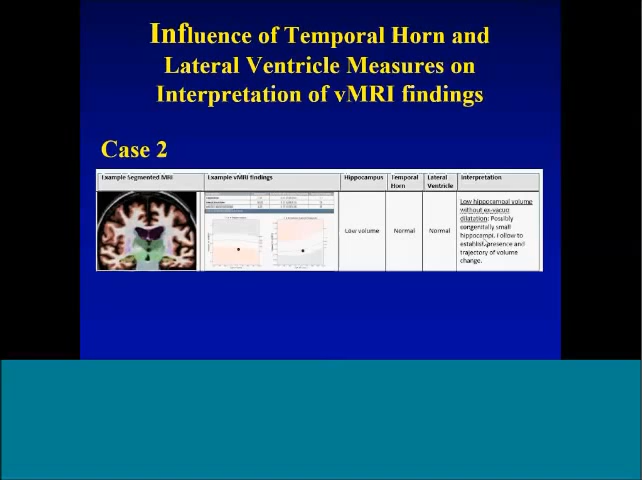 Influence of Temporal Horn and
Lateral Ventricle Measures on
Interpretation of vMRI findings
Case 2
Example Segmented MRI
Example vMRI findings
Hippocampus
Temporal
Horn
Lateral
Ventricle
Interpretation
Low volume
Normal
Normal
Low hippocampal volume
without ex-vacuo
dilatation: Possibly
congenitally small
hippocampi. Follow to
establish presence and
trajectory of volume
change.